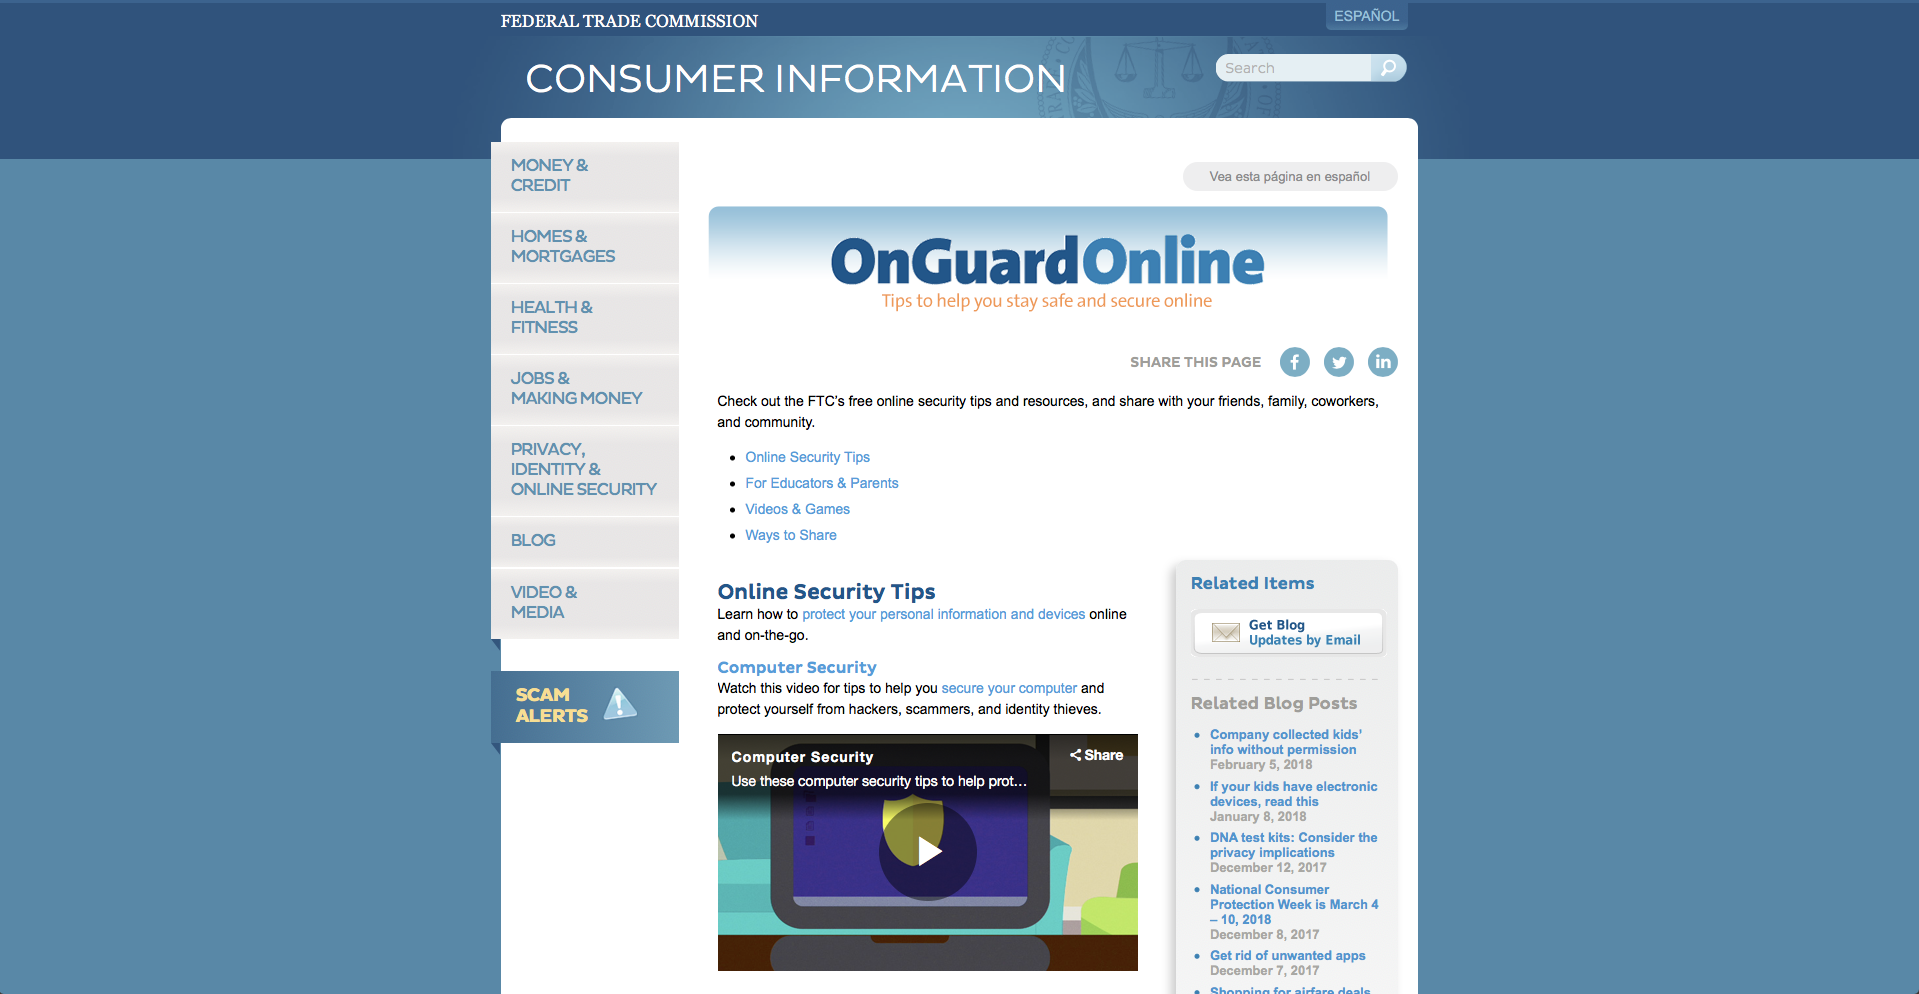 FEDERAL TRADE COMMISSION
ESPAÑOL
CONSUMER INFORMATION
Search
MONEY &
CREDIT
HOMES &
MORTGAGES
HEALTH &
FITNESS
JOBS &
MAKING MONEY
PRIVACY,
IDENTITY &
ONLINE SECURITY
BLOG
VIDEO &
MEDIA
SCAM
ALERTS
Vea esta página en español
OnGuardOnline
Tips to help you stay safe and secure online
SHARE THIS PAGE
Check out the FTC's free online security tips and resources, and share with your friends, family, coworkers,
and community.
Online Security Tips
For Educators & Parents
Videos & Games
Ways to Share
Online Security Tips
Learn how to protect your personal information and devices online
and on-the-go.
Computer Security
Watch this video for tips to help you secure your computer and
protect yourself from hackers, scammers, and identity thieves.
Computer Security
Share
Use these computer security tips to help prot...
Related Items
Get Blog
Updates by Email
Related Blog Posts
Company collected kids'
info without permission
February 5, 2018
If your kids have electronic
devices, read this
January 8, 2018
DNA test kits: Consider the
privacy implications
December 12, 2017
National Consumer
Protection Week is March 4
– 10, 2018
December 8, 2017
Get rid of unwanted apps
December 7, 2017
Shopping for airfare deals